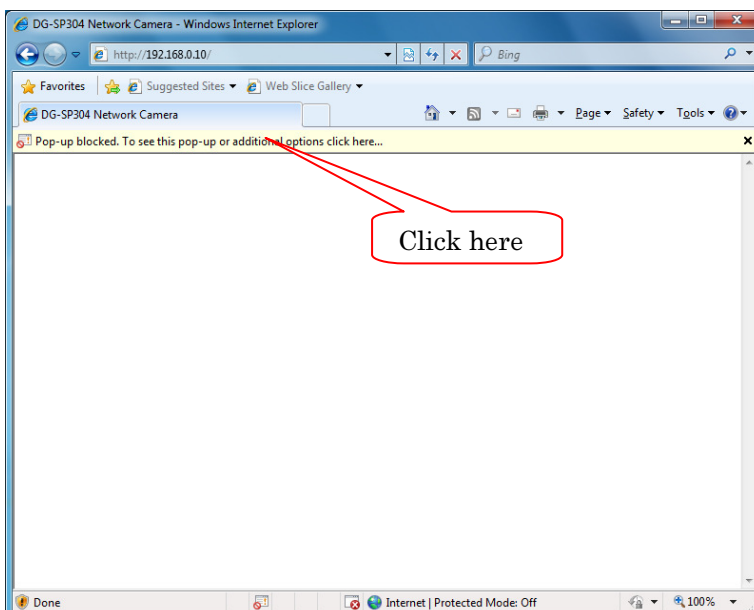 DG-SP304 Network Camera - Windows Internet Explorer
http://192.168.0.10/ Bing
Favorites Suggested Sites Web Slice Gallery
DG-SP304 Network Camera Page Safety Tools
Pop-up blocked. To see this pop-up or additional options click here...
Click here
Done Internet | Protected Mode: Off 100%